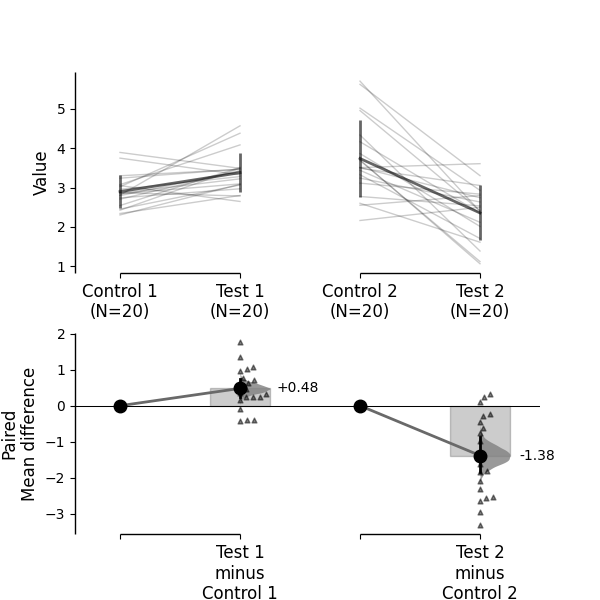 5
4
3
2
1
Value
Control 1
(N=20)
Test 1
(N=20)
Control 2
(N=20)
Test 2
(N=20)
2
1
0
−1
−2
−3
Paired
Mean difference
+0.48
-1.38
Test 1
minus
Control 1
Test 2
minus
Control 2